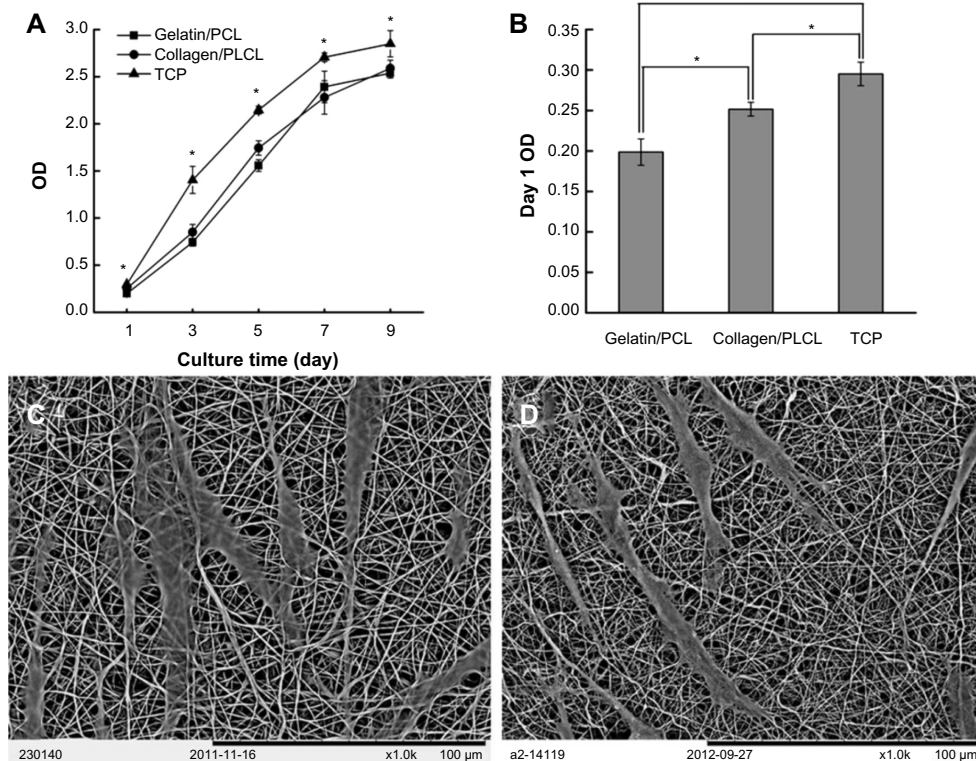 A
3.0
2.5
2.0
1.5
1.0
0.5
0.0
OD
Gelatin/PCL
Collagen/PLCL
TCP
*
*
*
*
*
1 3 5 7 9
Culture time (day)
B
0.35
0.30
0.25
0.20
0.15
0.10
0.05
0.00
Day 1 OD
*
*
Gelatin/PCL Collagen/PLCL TCP
C
230140 2011-11-16 x1.0k 100 µm
D
a2-14119 2012-09-27 x1.0k 100 µm